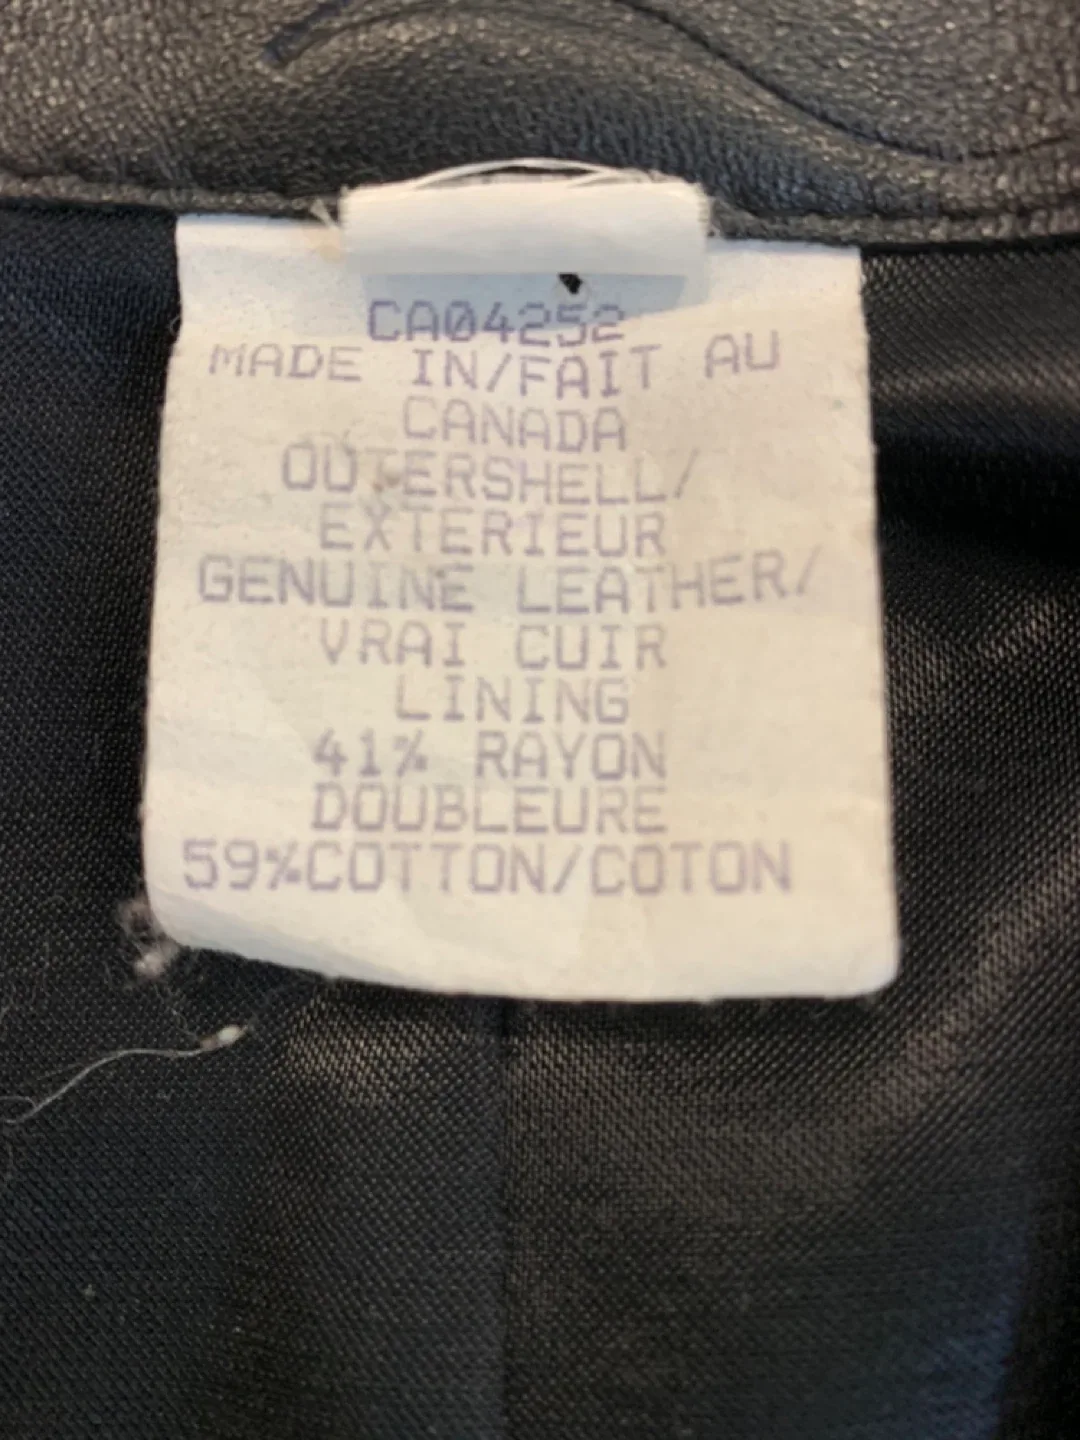 CA04252
MADE IN/FAIT AU
CANADA
OUTERSHELL/
EXTERIEUR
GENUINE LEATHER/
VRAI CUIR
LINING
41% RAYON
DOUBLEURE
59%COTTON/COTON